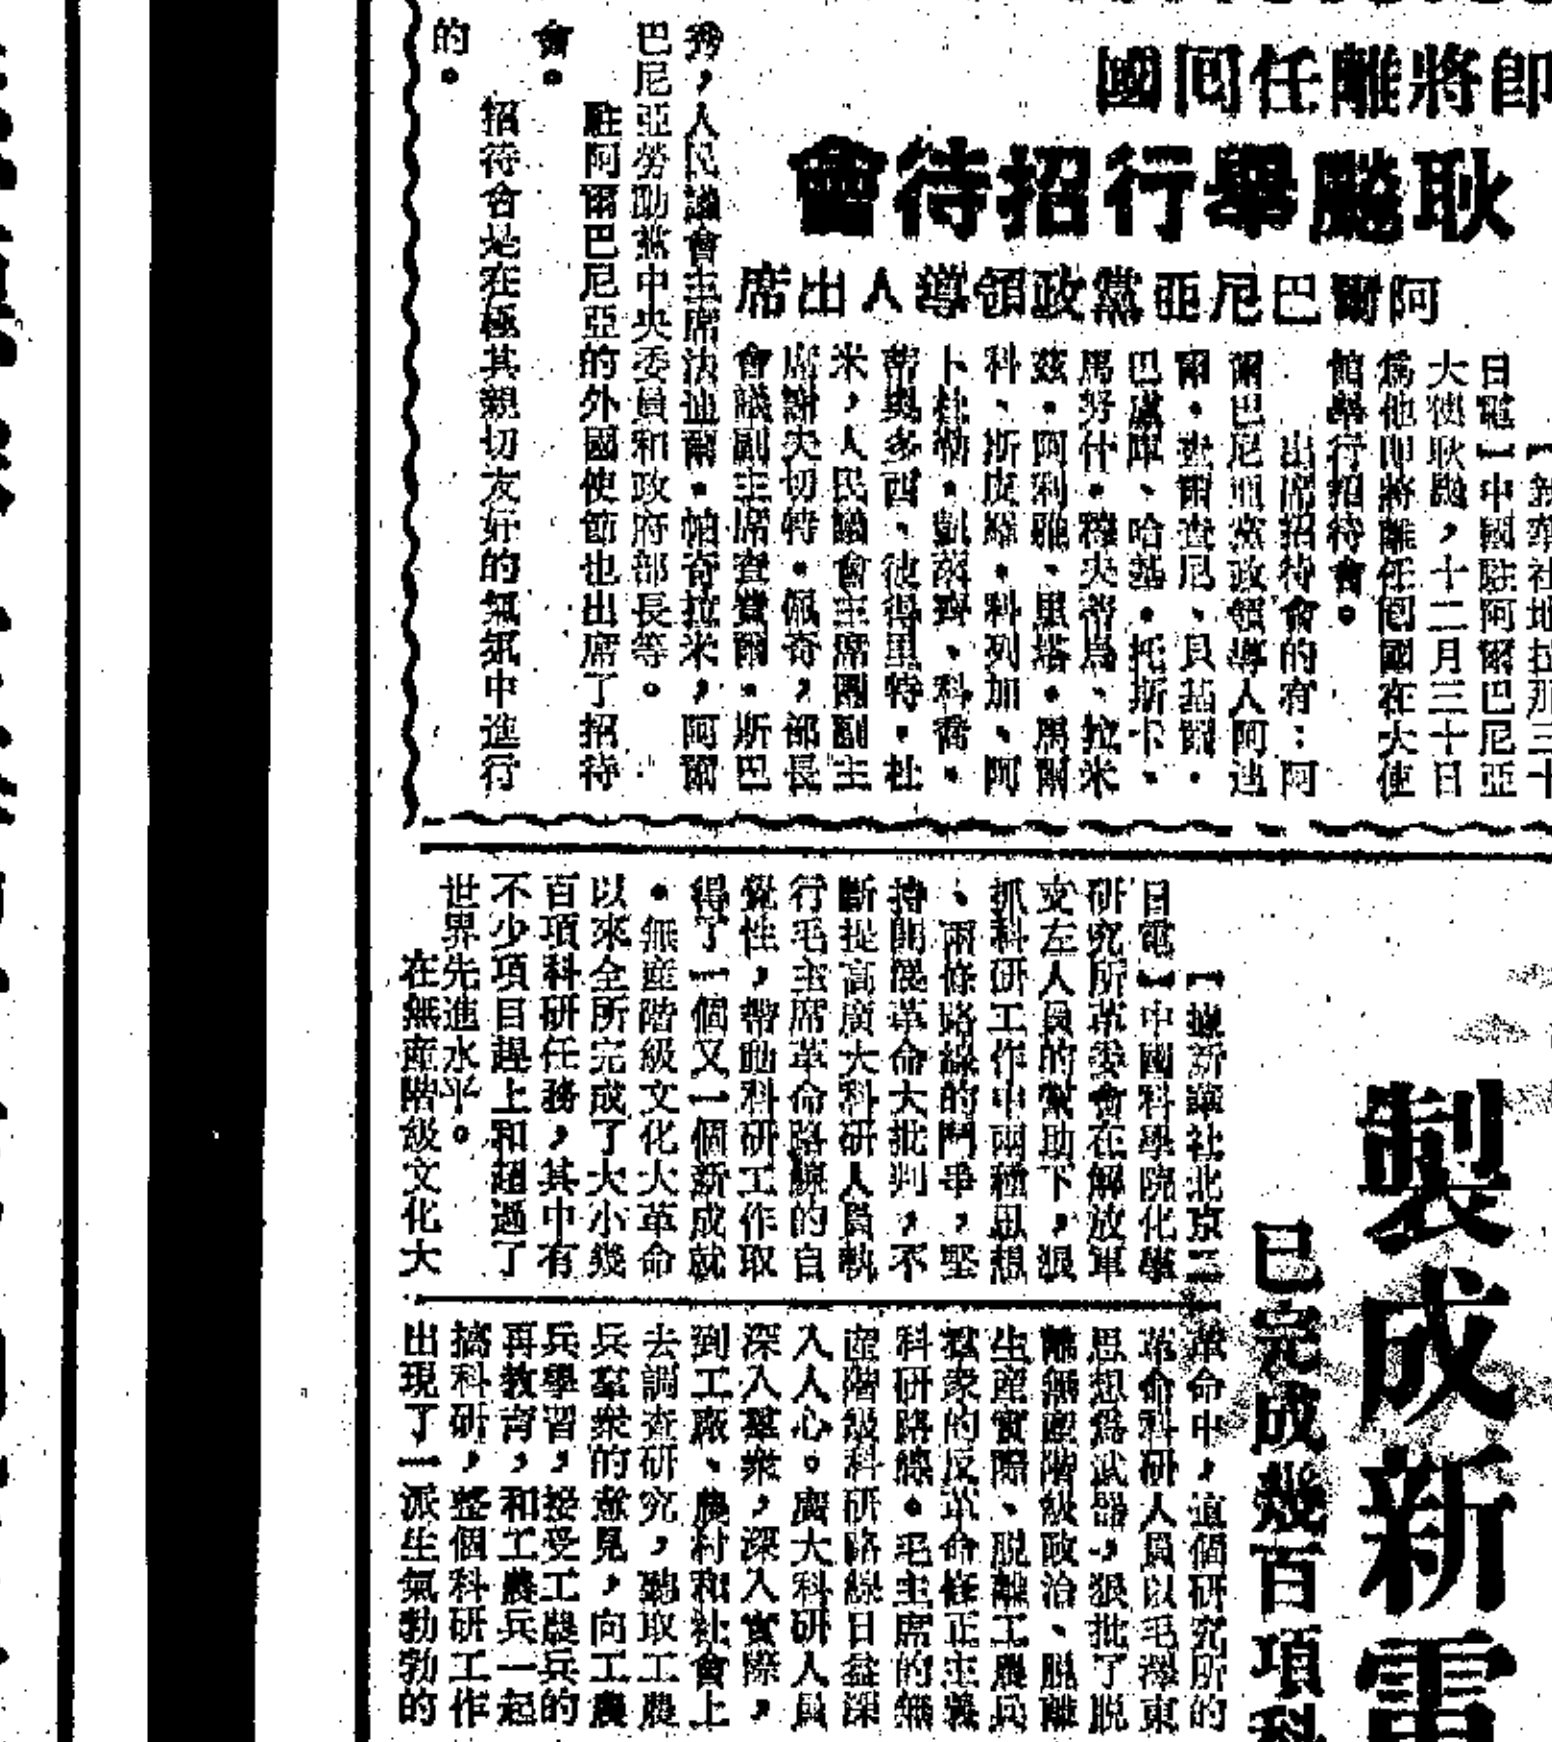 即將離任囘國
耿飈舉行招待會
阿爾巴尼亞黨政領導人出席
【新華社地拉那三十
日電】中國駐阿爾巴尼亞
大使耿飈，十二月三十日
爲他即將離任囘國在大使
館舉行招待會。
出席招待會的有：阿
爾巴尼亞黨政領導人阿迪
爾·查爾查尼、貝基爾·
巴盧庫、哈基·托斯卡、
馬努什·穆夫蒂烏、拉米
茲·阿利雅、里塔·馬爾
科、斯皮羅·科列加、阿
卜杜勒·凱萊齊、科喬·
蒂奧多西、彼得里特·杜
米，人民議會主席團副主
席謝夫切特·佩奇，部長
會議副主席查賓爾·斯巴
秀，人民議會主席法迪爾·帕奇拉米，阿爾
巴尼亞勞動黨中央委員和政府部長等。
駐阿爾巴尼亞的外國使節也出席了招待
會。
招待會是在極其親切友好的氣氛中進行
的。
製成新電
已完成幾百項科
【據新華社北京三
日電】中國科學院化學
研究所革委會在解放軍
支左人員的幫助下，狠
抓科研工作中兩種思想
、兩條路線的鬥爭，堅
持開展革命大批判，不
斷提高廣大科研人員執
行毛主席革命路線的自
覺性，帶動科研工作取
得了一個又一個新成就
。無產階級文化大革命
以來全所完成了大小幾
百項科研任務，其中有
不少項目趕上和超過了
世界先進水平。
在無產階級文化大
革命中，這個研究所的
革命科研人員以毛澤東
思想爲武器，狠批了脫
離無產階級政治、脫離
生產實際、脫離工農兵
羣衆的反革命修正主義
科研路線。毛主席的無
產階級科研路線日益深
入人心。廣大科研人員
深入羣衆，深入實際，
到工廠、農村和社會上
去調查研究，聽取工農
兵羣衆的意見，向工農
兵學習，接受工農兵的
再教育，和工農兵一起
搞科研，整個科研工作
出現了一派生氣勃勃的